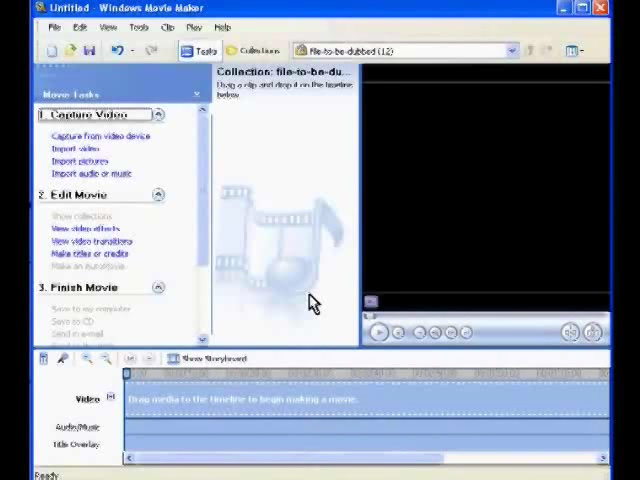 Untitled - Windows Movie Maker
File Edit View Tools Clip Play Help
Tasks Collections file-to-be-dubbed (12)
Movie Tasks
Collection: file-to-be-du...
Drag a clip and drop it on the timeline
below
1. Capture Video
Capture from video device
Import video
Import pictures
Import audio or music
2. Edit Movie
Show collections
View video effects
View video transitions
Make titles or credits
Make an AutoMovie
3. Finish Movie
Save to my computer
Save to CD
Send in e-mail
Show Storyboard
Video
Drag media to the timeline to begin making a movie.
Audio/Music
Title Overlay
Ready